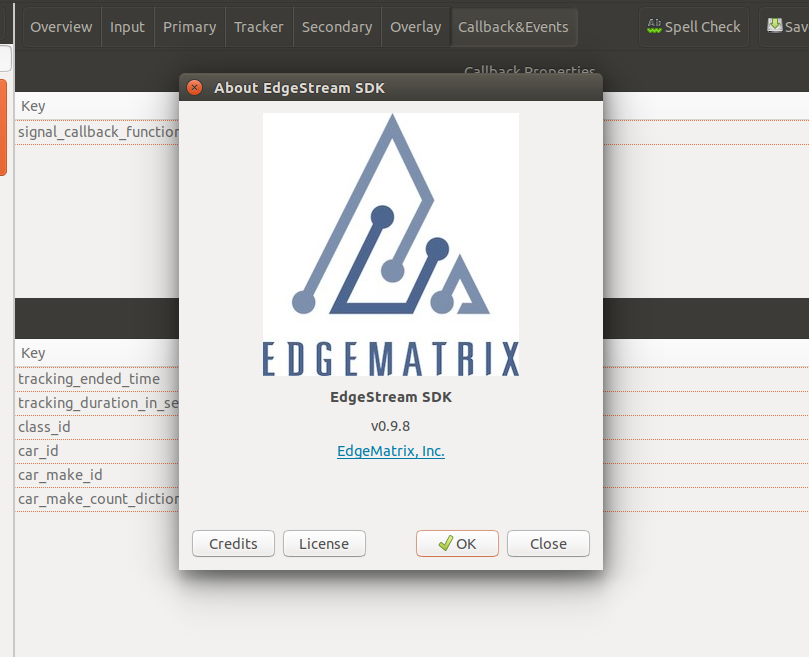 Overview Input Primary Tracker Secondary Overlay Callback&Events Spell Check Sav
Callback Properties
About EdgeStream SDK
Key
signal_callback_function
EDGEMATRIX
EdgeStream SDK
v0.9.8
EdgeMatrix, Inc.
Key
tracking_ended_time
tracking_duration_in_se
class_id
car_id
car_make_id
car_make_count_diction
Credits License OK Close